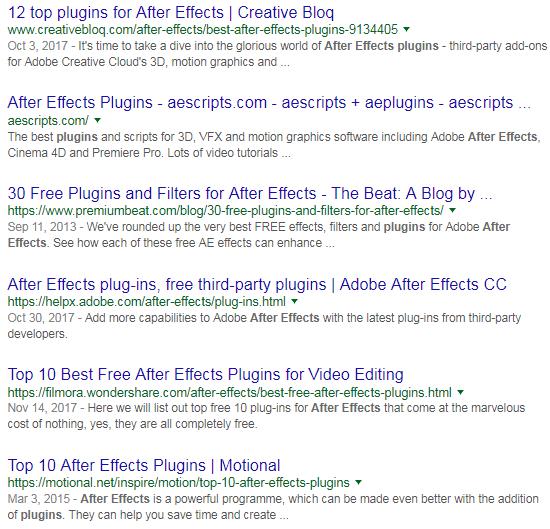 12 top plugins for After Effects | Creative Bloq
www.creativebloq.com/after-effects/best-after-effects-plugins-9134405
Oct 3, 2017 - It's time to take a dive into the glorious world of After Effects plugins - third-party add-ons
for Adobe Creative Cloud's 3D, motion graphics and ...
After Effects Plugins - aescripts.com - aescripts + aeplugins - aescripts ...
aescripts.com/
The best plugins and scripts for 3D, VFX and motion graphics software including Adobe After Effects,
Cinema 4D and Premiere Pro. Lots of video tutorials ...
30 Free Plugins and Filters for After Effects - The Beat: A Blog by ...
https://www.premiumbeat.com/blog/30-free-plugins-and-filters-for-after-effects/
Sep 11, 2013 - We've rounded up the very best FREE effects, filters and plugins for Adobe After
Effects. See how each of these free AE effects can enhance ...
After Effects plug-ins, free third-party plugins | Adobe After Effects CC
https://helpx.adobe.com/after-effects/plug-ins.html
Oct 30, 2017 - Add more capabilities to Adobe After Effects with the latest plug-ins from third-party
developers.
Top 10 Best Free After Effects Plugins for Video Editing
https://filmora.wondershare.com/after-effects/best-free-after-effects-plugins.html
Nov 14, 2017 - Here we will list out top free 10 plug-ins for After Effects that come at the marvelous
cost of nothing, yes, they are all completely free.
Top 10 After Effects Plugins | Motional
https://motional.net/inspire/motion/top-10-after-effects-plugins
Mar 3, 2015 - After Effects is a powerful programme, which can be made even better with the addition
of plugins. They can help you save time and create ...